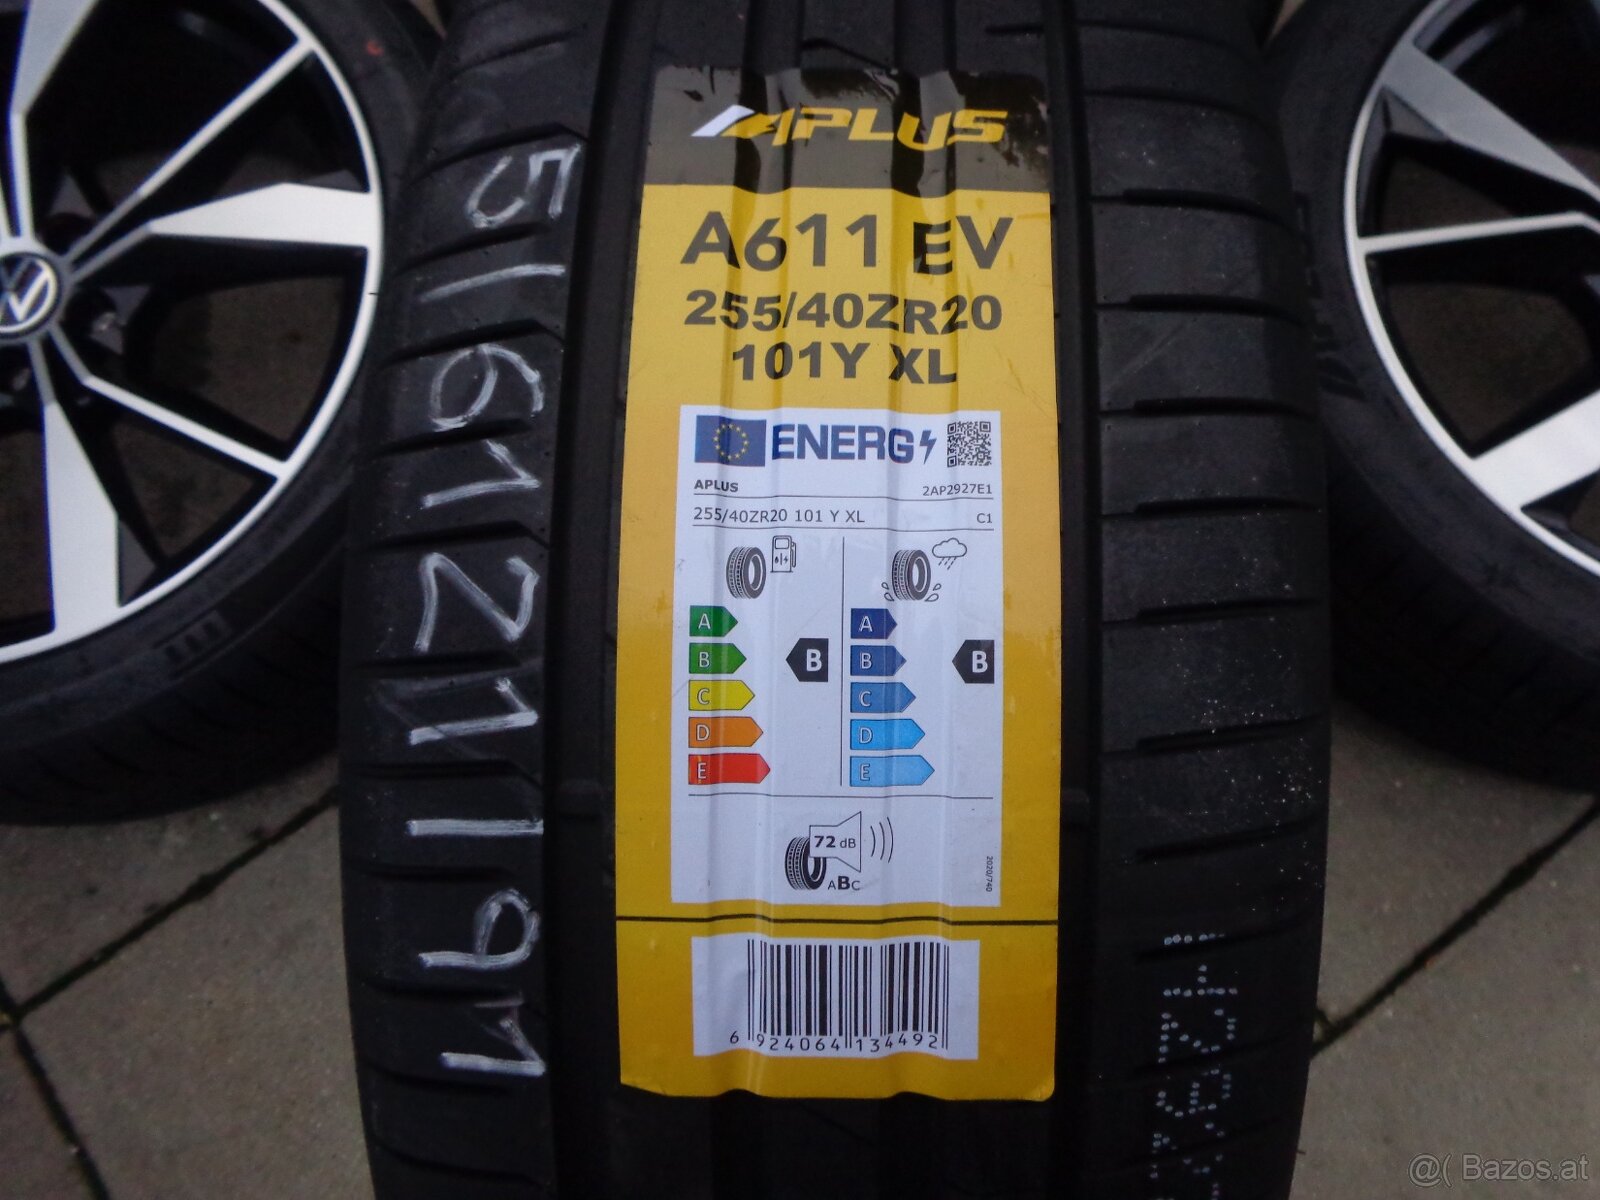 APLUS
A611 EV
255/40ZR20
101Y XL
ENERG
APLUS 2AP2927E1
255/40ZR20 101 Y XL C1
A A
B B B B
C C
D D
E E
72 dB
ABC
2020/740
6 924064 134492
@( Bazos.at